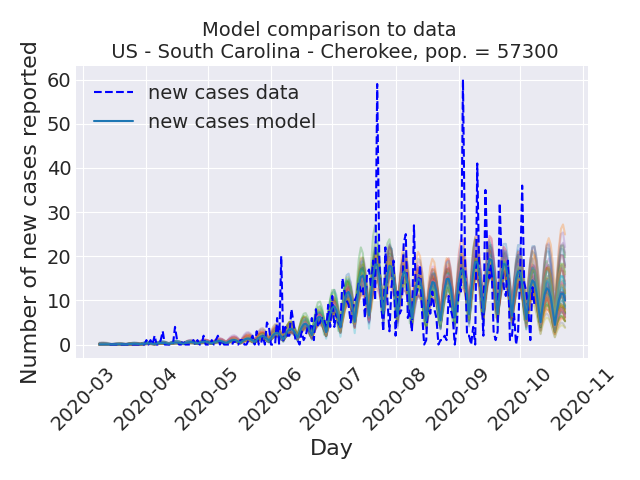 Model comparison to data
US - South Carolina - Cherokee, pop. = 57300
Number of new cases reported
60
50
40
30
20
10
0
new cases data
new cases model
2020-03
2020-04
2020-05
2020-06
2020-07
2020-08
2020-09
2020-10
2020-11
Day